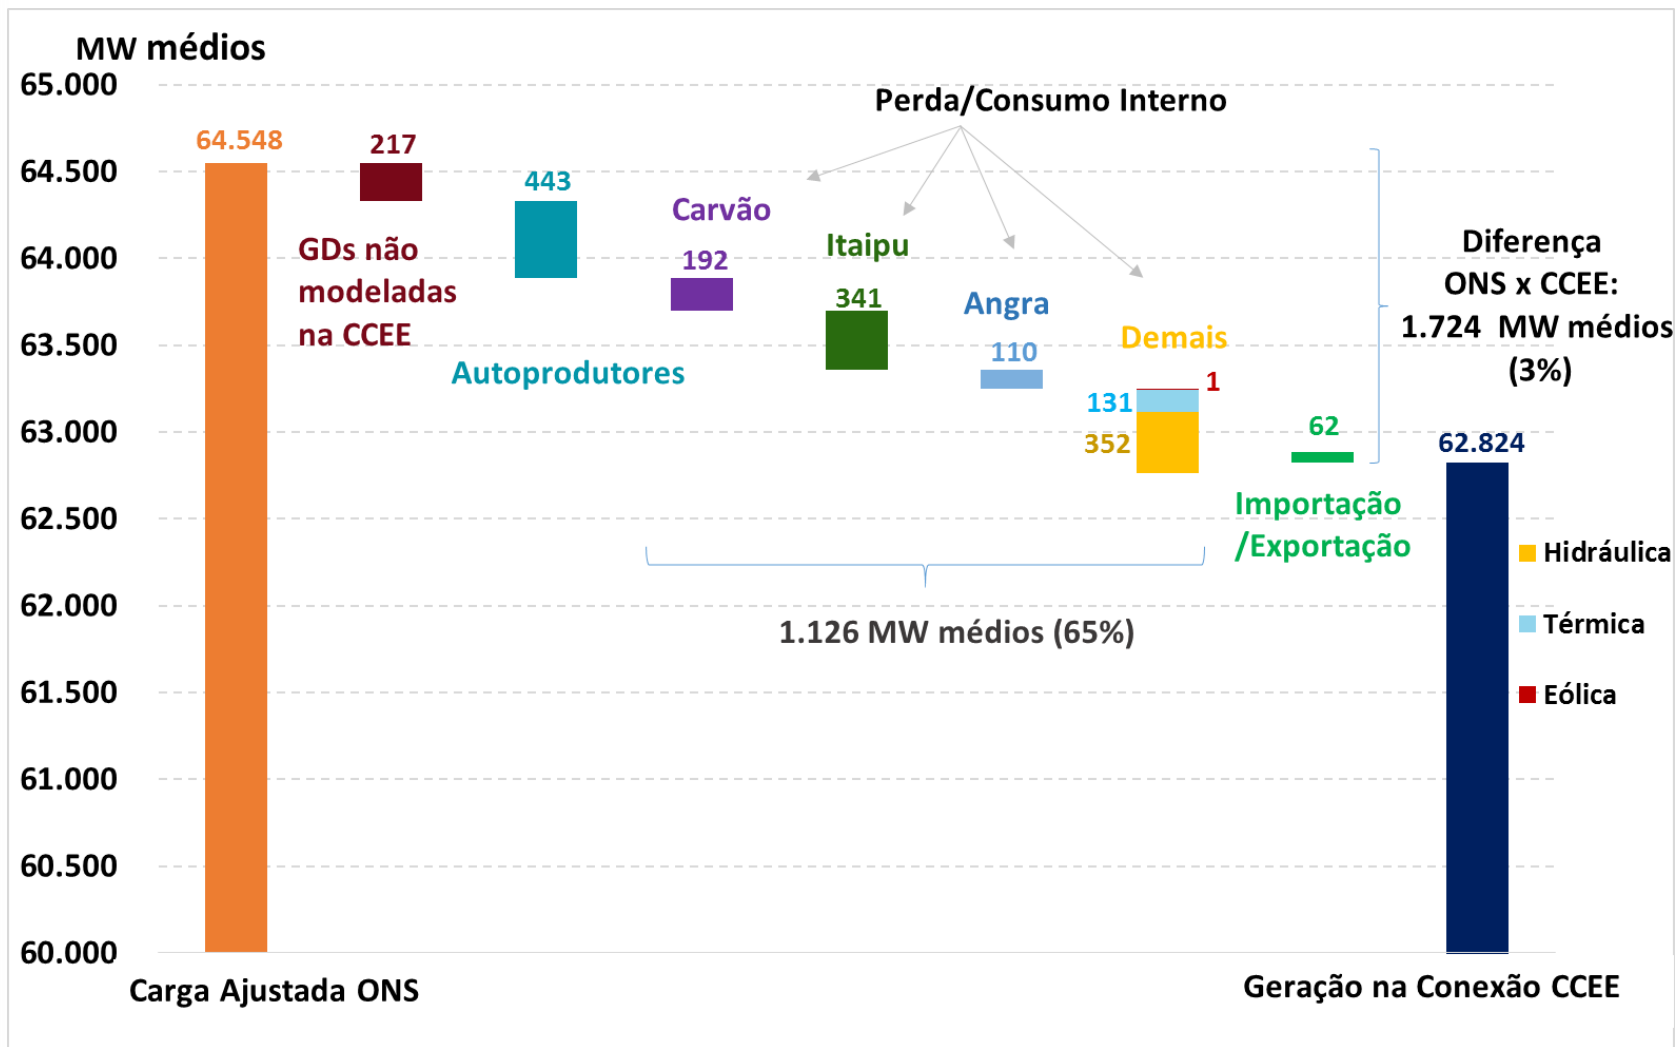 MW médios
65.000
64.500
64.000
63.500
63.000
62.500
62.000
61.500
61.000
60.500
60.000
64.548
217
GDs não
modeladas
na CCEE
443
Autoprodutores
Perda/Consumo Interno
Carvão
192
Itaipu
341
Angra
110
Demais
1
131
352
62
Importação
/Exportação
1.126 MW médios (65%)
Diferença
ONS x CCEE:
1.724 MW médios
(3%)
62.824
Hidráulica
Térmica
Eólica
Carga Ajustada ONS
Geração na Conexão CCEE